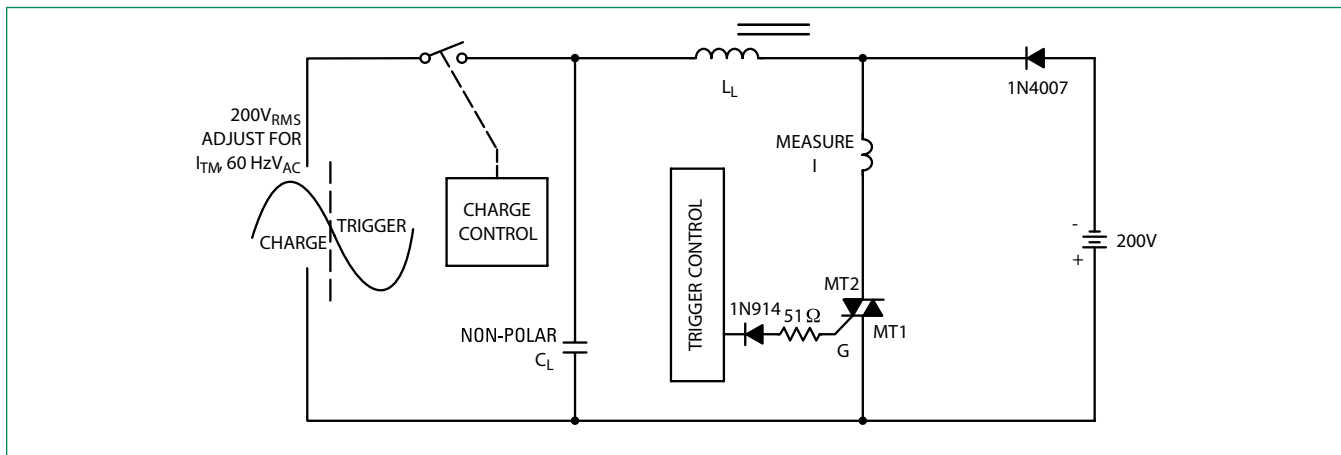 200VRMS
ADJUST FOR
ITM, 60 HzVAC
CHARGE
TRIGGER
CHARGE
CONTROL
NON-POLAR
CL
LL
MEASURE
I
TRIGGER CONTROL
1N914
51 Ω
G
MT2
MT1
1N4007
-
+
200V